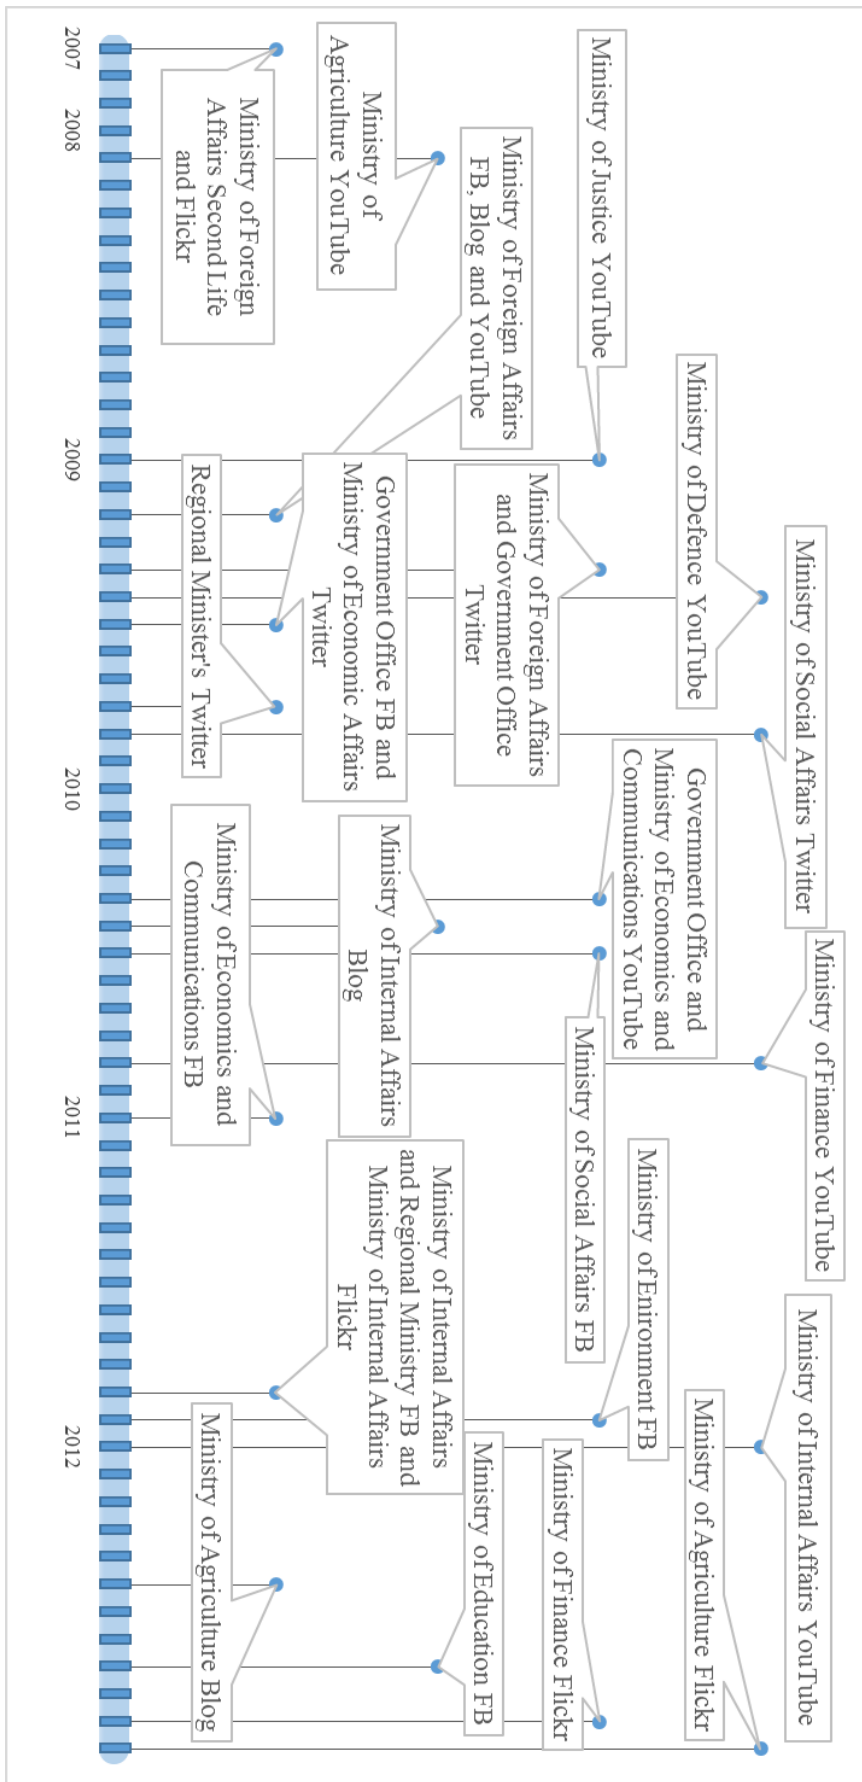 Ministry of Social Affairs Twitter
Ministry of Finance YouTube
Ministry of Internal Affairs YouTube
Ministry of Defence YouTube
Ministry of Agriculture Flickr
Ministry of Justice YouTube
Government Office and
Ministry of Economics and
Communications YouTube
Ministry of Enironment FB
Ministry of Social Affairs FB
Ministry of Finance Flickr
Ministry of Foreign Affairs
FB, Blog and YouTube
Ministry of Foreign Affairs
and Government Office
Twitter
Ministry of Education FB
Ministry of
Agriculture YouTube
Government Office FB and
Ministry of Economic Affairs
Twitter
Ministry of Internal Affairs
Blog
Ministry of Internal Affairs
and Regional Ministry FB and
Ministry of Internal Affairs
Flickr
Ministry of Foreign
Affairs Second Life
and Flickr
Regional Minister's Twitter
Ministry of Economics and
Communications FB
Ministry of Agriculture Blog
2007
2008
2009
2010
2011
2012